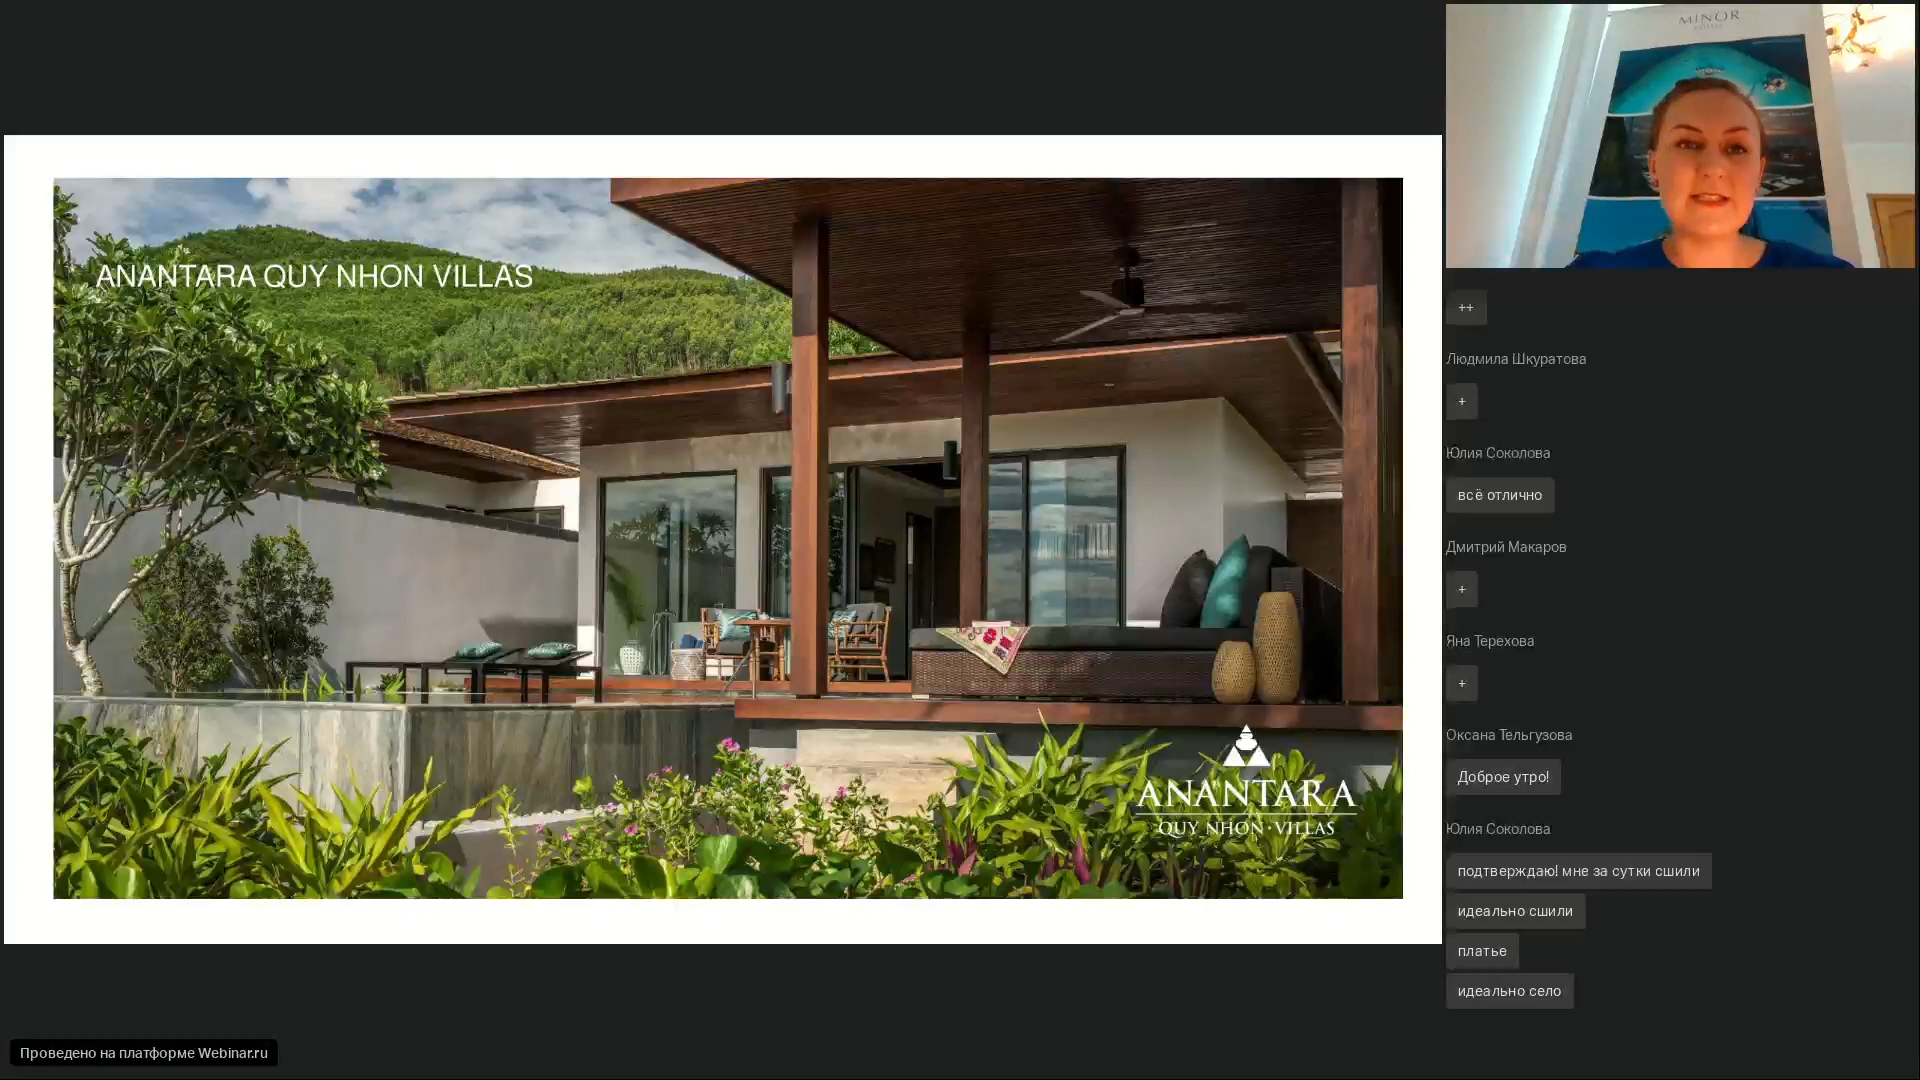 ANANTARA QUY NHON VILLAS
ANANTARA
QUY NHON · VILLAS
Проведено на платформе Webinar.ru
MINOR
++
Людмила Шкуратова
+
Юлия Соколова
всё отлично
Дмитрий Макаров
+
Яна Терехова
+
Оксана Тельгузова
Доброе утро!
Юлия Соколова
подтверждаю! мне за сутки сшили
идеально сшили
платье
идеально село